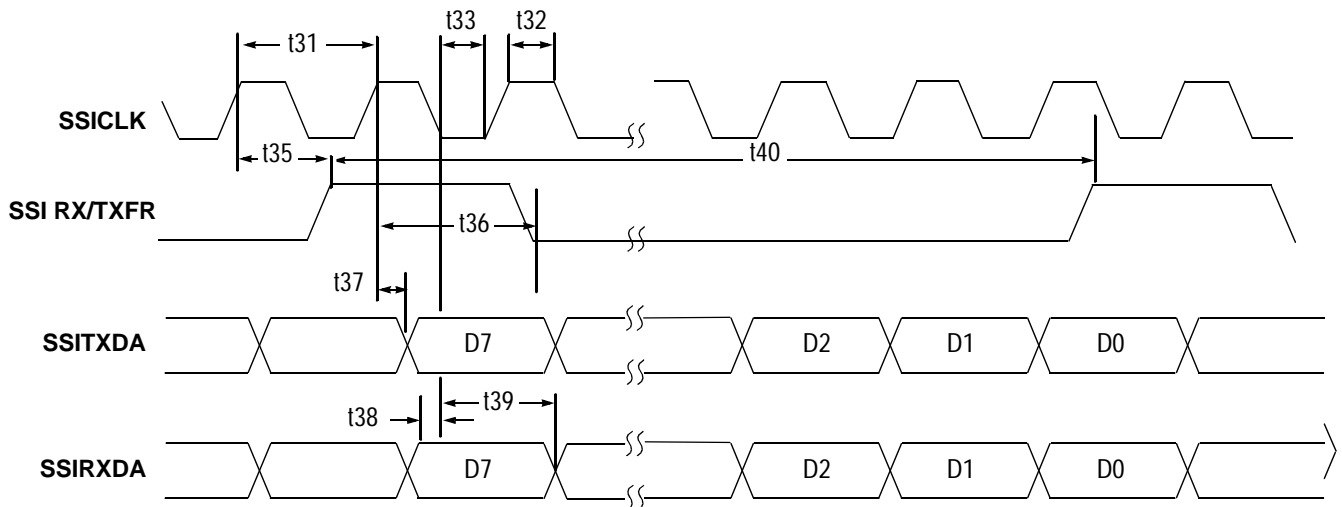 t31
t33
t32
SSICLK
t35
t40
SSI RX/TXFR
t36
t37
SSITXDA
D7
D2
D1
D0
t38
t39
SSIRXDA
D7
D2
D1
D0